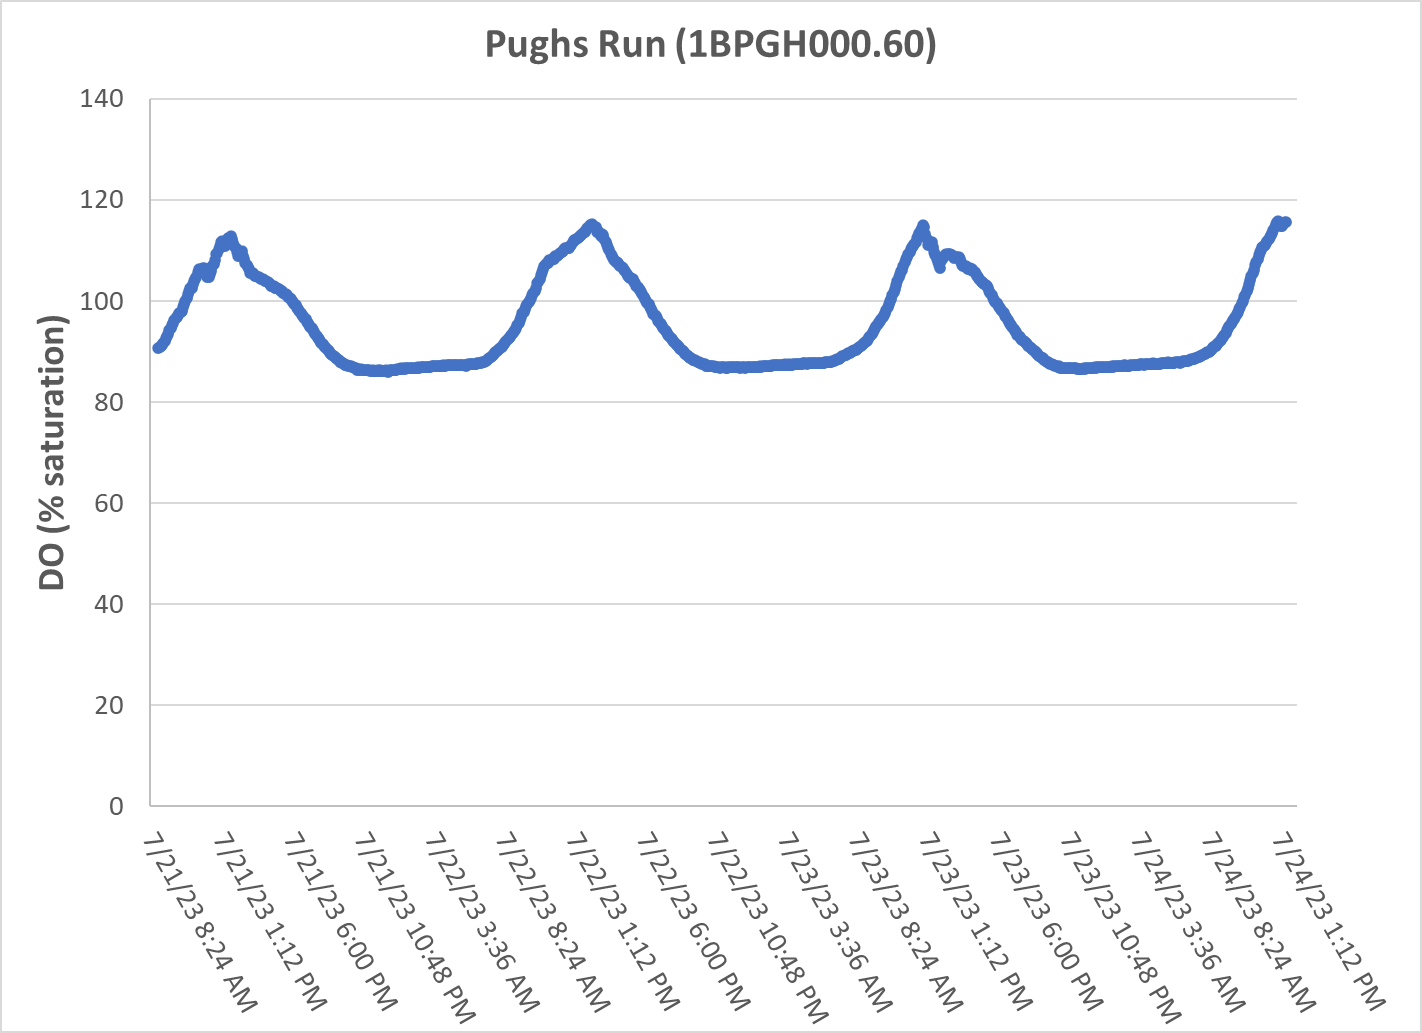 Pughs Run (1BPGH000.60)
DO (% saturation)
140
120
100
80
60
40
20
0
7/21/23 8:24 AM
7/21/23 1:12 PM
7/21/23 6:00 PM
7/21/23 10:48 PM
7/22/23 3:36 AM
7/22/23 8:24 AM
7/22/23 1:12 PM
7/22/23 6:00 PM
7/22/23 10:48 PM
7/23/23 3:36 AM
7/23/23 8:24 AM
7/23/23 1:12 PM
7/23/23 6:00 PM
7/23/23 10:48 PM
7/24/23 3:36 AM
7/24/23 8:24 AM
7/24/23 1:12 PM